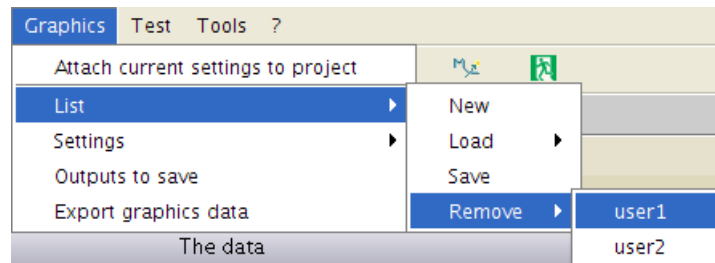 Graphics Test Tools ?
Attach current settings to project
List
New
Settings
Load
Outputs to save
Save
Export graphics data
Remove
user1
The data
user2